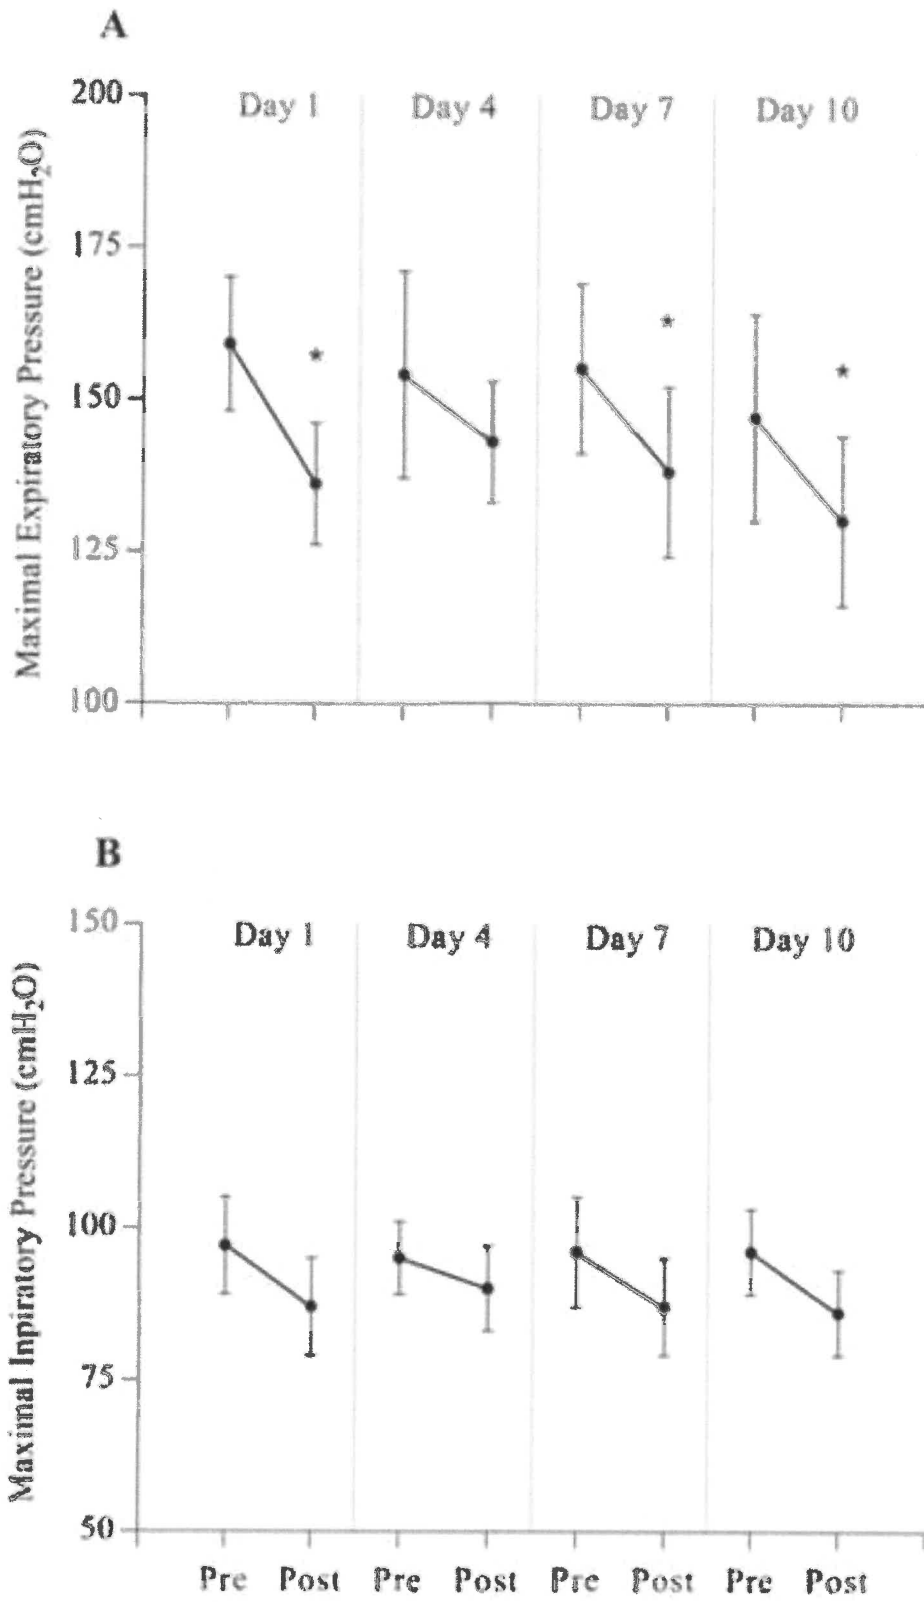 A
200
Day 1 Day 4 Day 7 Day 10
175
150
125
100
Maximal Expiratory Pressure (cmH₂O)
* * *
B
150
Day 1 Day 4 Day 7 Day 10
125
100
75
50
Maximal Inpiratory Pressure (cmH₂O)
Pre Post Pre Post Pre Post Pre Post